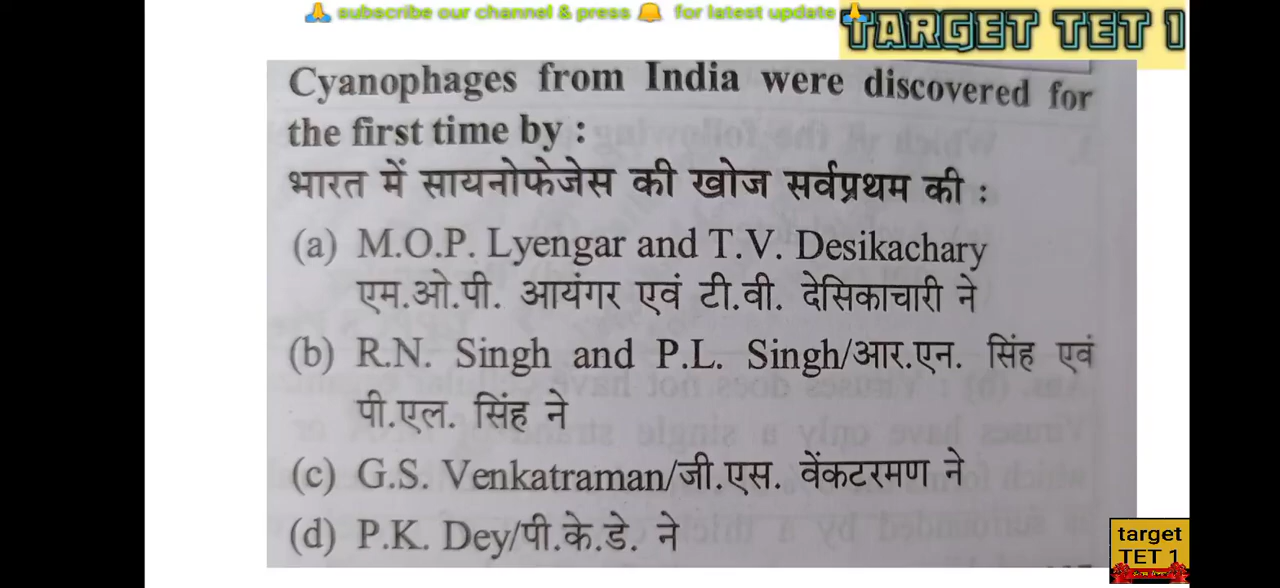 🙏 subscribe our channel & press 🔔 for latest update 🙏
TARGET TET 1
Cyanophages from India were discovered for
the first time by :
भारत में सायनोफेजेस की खोज सर्वप्रथम की :
(a) M.O.P. Lyengar and T.V. Desikachary
एम.ओ.पी. आयंगर एवं टी.वी. देसिकाचारी ने
(b) R.N. Singh and P.L. Singh/आर.एन. सिंह एवं
पी.एल. सिंह ने
(c) G.S. Venkatraman/जी.एस. वेंकटरमण ने
(d) P.K. Dey/पी.के.डे. ने
target
TET 1